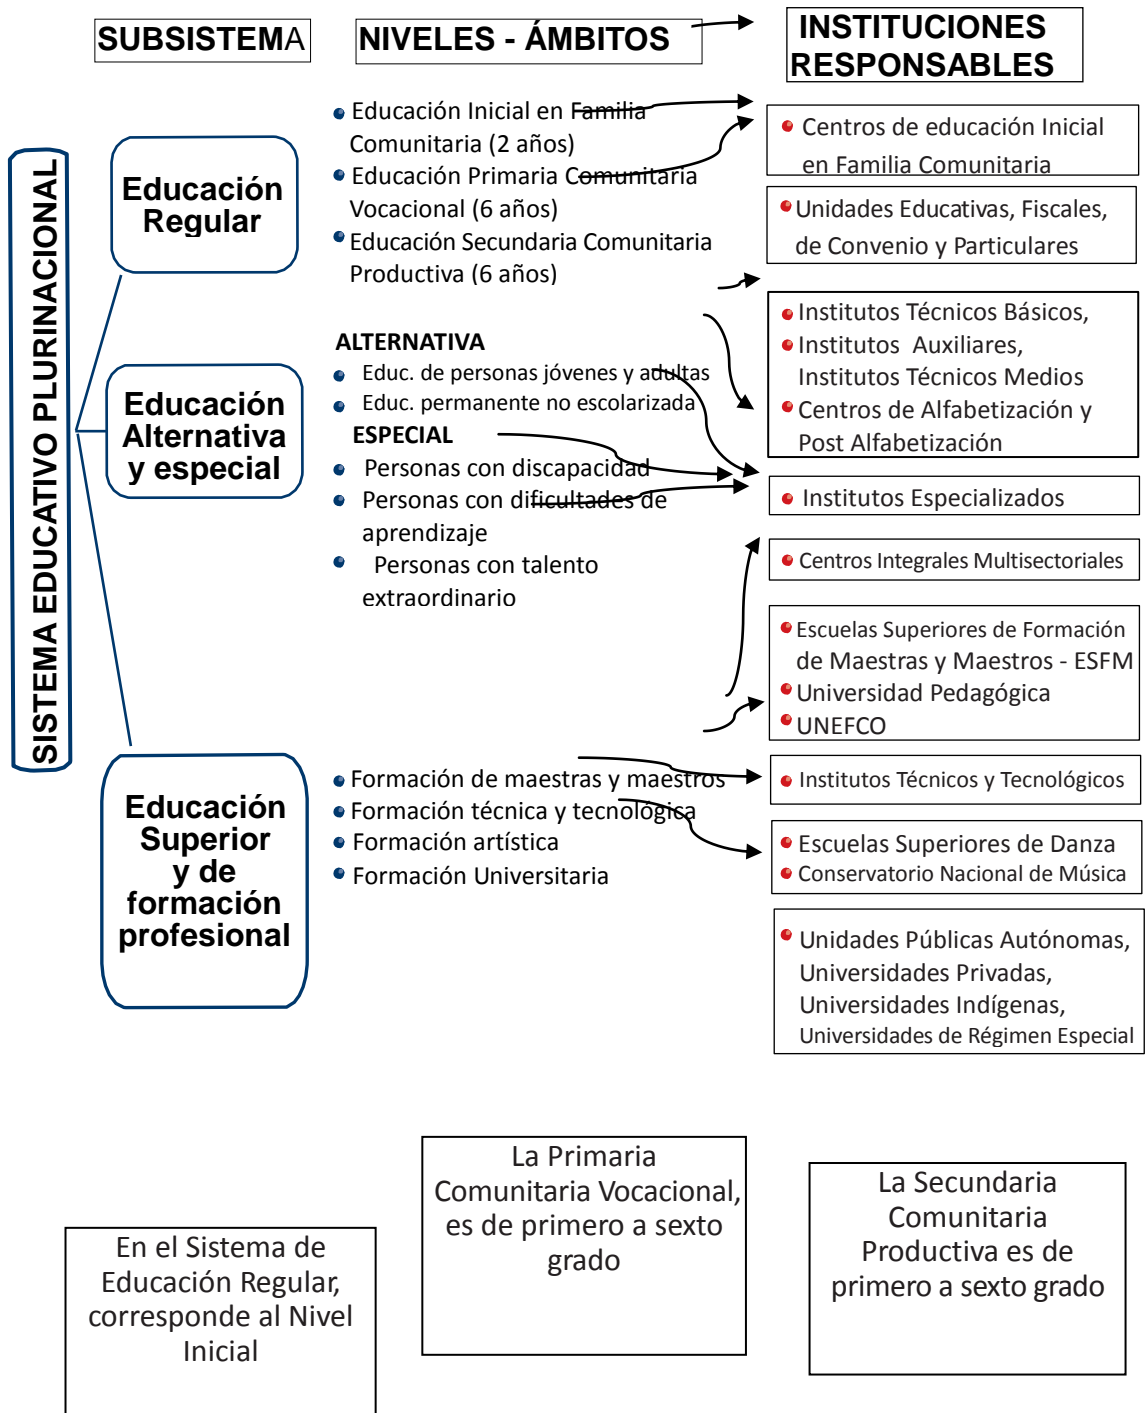 SUBSISTEMA
NIVELES - ÁMBITOS
INSTITUCIONES
RESPONSABLES
SISTEMA EDUCATIVO PLURINACIONAL
Educación
Regular
Educación Inicial en Familia
Comunitaria (2 años)
Educación Primaria Comunitaria
Vocacional (6 años)
Educación Secundaria Comunitaria
Productiva (6 años)
Centros de educación Inicial
en Familia Comunitaria
Unidades Educativas, Fiscales,
de Convenio y Particulares
Educación
Alternativa
y especial
ALTERNATIVA
Educ. de personas jóvenes y adultas
Educ. permanente no escolarizada
ESPECIAL
Personas con discapacidad
Personas con dificultades de
aprendizaje
Personas con talento
extraordinario
Institutos Técnicos Básicos,
Institutos Auxiliares,
Institutos Técnicos Medios
Centros de Alfabetización y
Post Alfabetización
Institutos Especializados
Centros Integrales Multisectoriales
Educación
Superior
y de
formación
profesional
Formación de maestras y maestros
Formación técnica y tecnológica
Formación artística
Formación Universitaria
Escuelas Superiores de Formación
de Maestras y Maestros - ESFM
Universidad Pedagógica
UNEFCO
Institutos Técnicos y Tecnológicos
Escuelas Superiores de Danza
Conservatorio Nacional de Música
Unidades Públicas Autónomas,
Universidades Privadas,
Universidades Indígenas,
Universidades de Régimen Especial
En el Sistema de
Educación Regular,
corresponde al Nivel
Inicial
La Primaria
Comunitaria Vocacional,
es de primero a sexto
grado
La Secundaria
Comunitaria
Productiva es de
primero a sexto grado